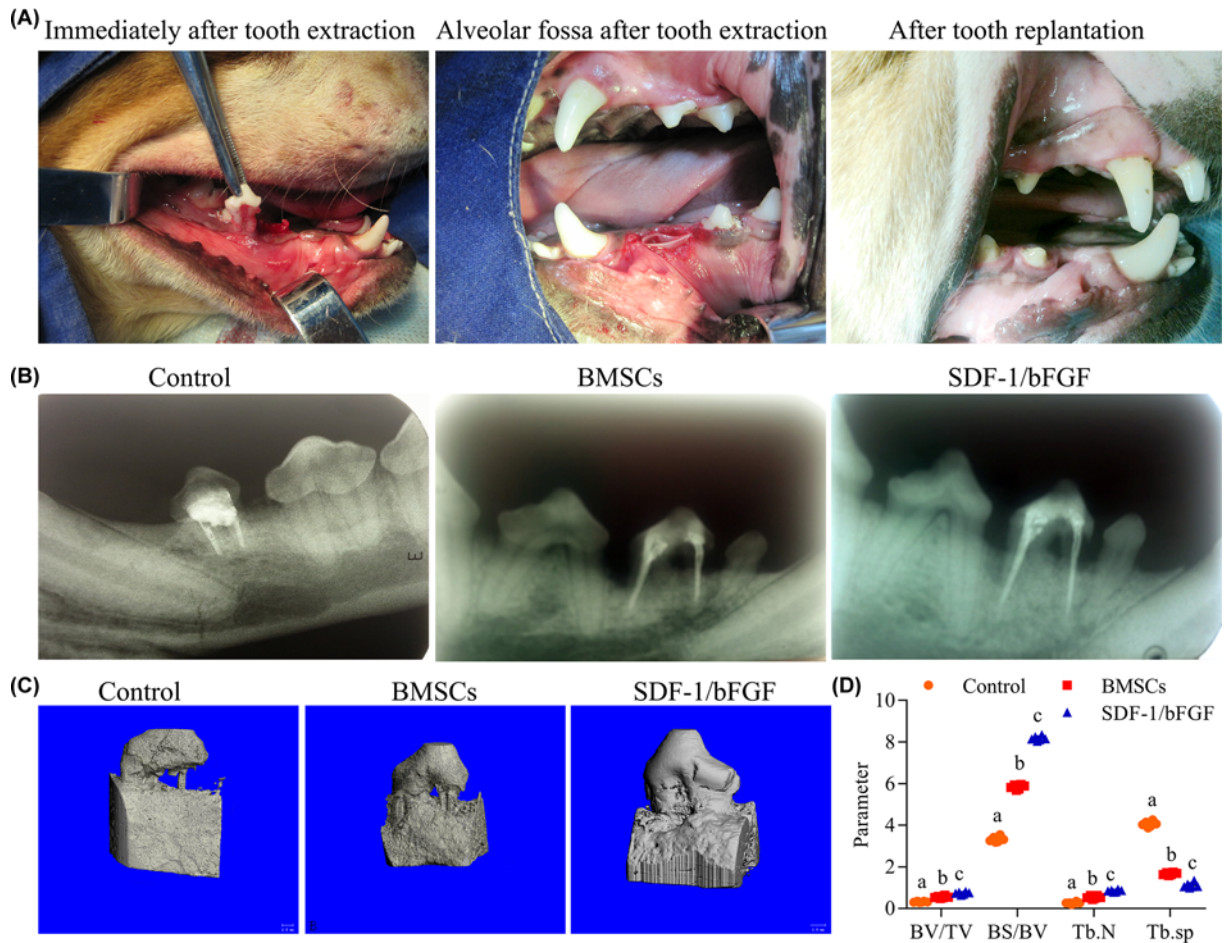 (A)
Immediately after tooth extraction
Alveolar fossa after tooth extraction
After tooth replantation
(B)
Control
BMSCs
SDF-1/bFGF
E
(C)
Control
BMSCs
SDF-1/bFGF
(D)
Control
BMSCs
SDF-1/bFGF
Parameter
10
8
6
4
2
0
a b c
a b c
a b c
a b c
BV/TV BS/BV Tb.N Tb.sp